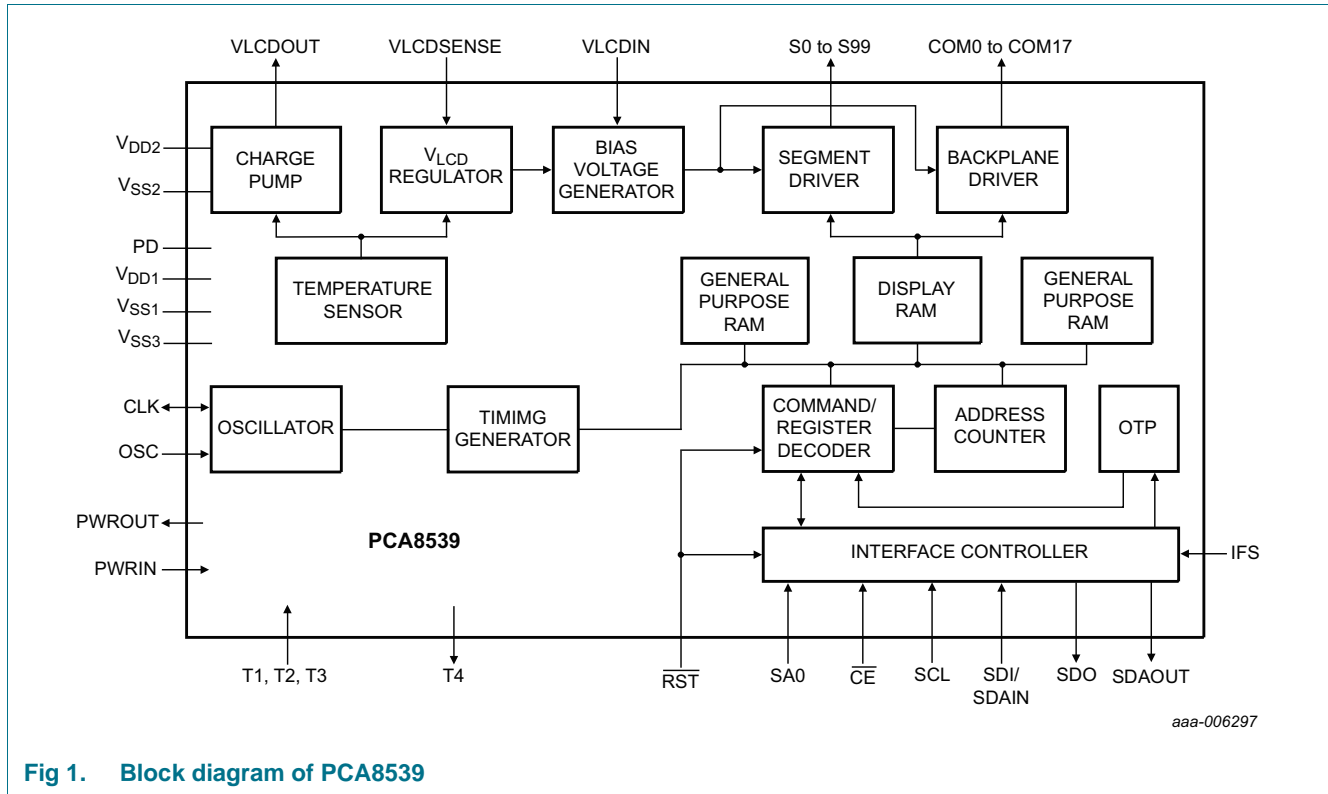 VLCDOUT
VLCDSENSE
VLCDIN
S0 to S99
COM0 to COM17
VDD2
VSS2
PD
VDD1
VSS1
VSS3
CLK
OSC
PWROUT
PWRIN
CHARGE
PUMP
VLCD
REGULATOR
BIAS
VOLTAGE
GENERATOR
SEGMENT
DRIVER
BACKPLANE
DRIVER
TEMPERATURE
SENSOR
GENERAL
PURPOSE
RAM
DISPLAY
RAM
GENERAL
PURPOSE
RAM
OSCILLATOR
TIMIMG
GENERATOR
COMMAND/
REGISTER
DECODER
ADDRESS
COUNTER
OTP
PCA8539
INTERFACE CONTROLLER
IFS
T1, T2, T3
T4
RST
SA0
CE
SCL
SDI/
SDAIN
SDO
SDAOUT
aaa-006297
Fig 1. Block diagram of PCA8539